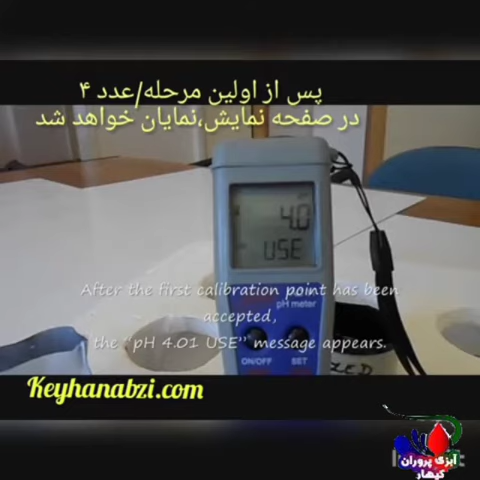 پس از اولین مرحله/عدد ۴
در صفحه نمایش،نمایان خواهد شد
4.0
USE
After the first calibration point has been
accepted,
pH meter
the "pH 4.01 USE" message appears.
ON/OFF SET
Keyhanabzi.com
آبزی پروران
کیهان